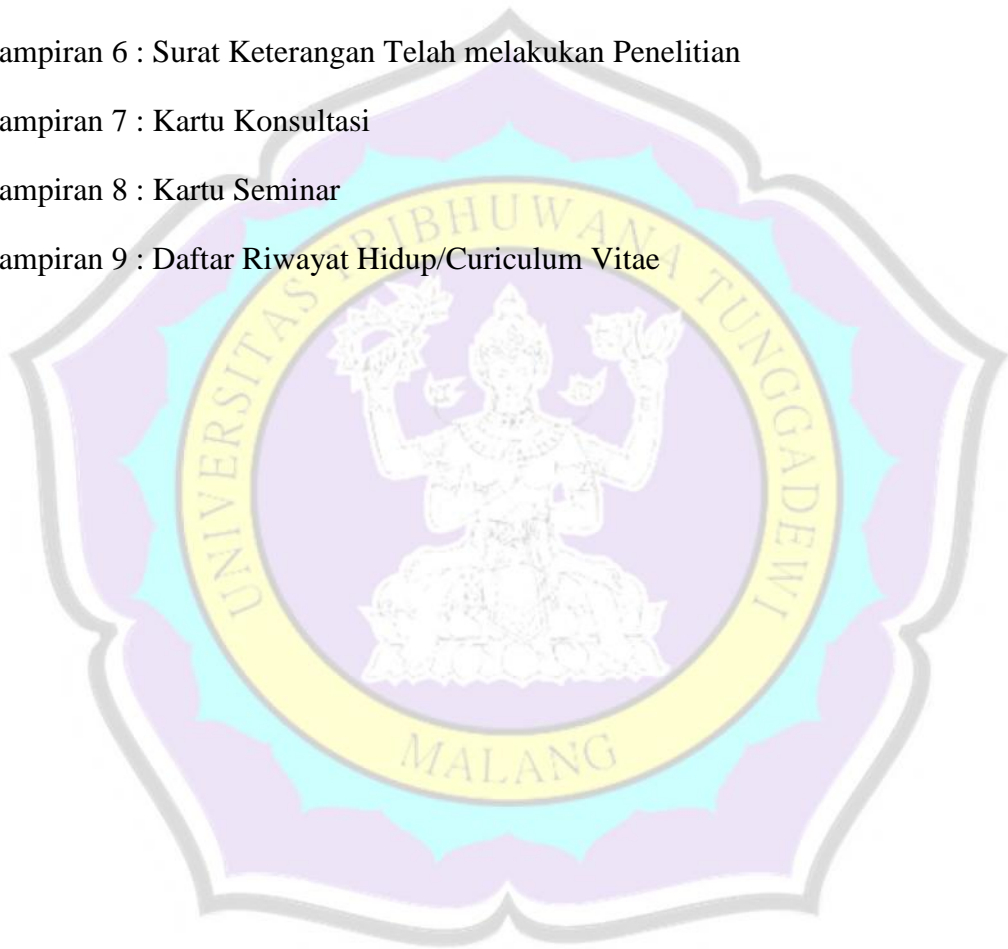 ampiran 6 : Surat Keterangan Telah melakukan Penelitian
ampiran 7 : Kartu Konsultasi
ampiran 8 : Kartu Seminar
ampiran 9 : Daftar Riwayat Hidup/Curiculum Vitae
UNIVERSITAS TRIBHUWANA TUNGGADEWI
MALANG